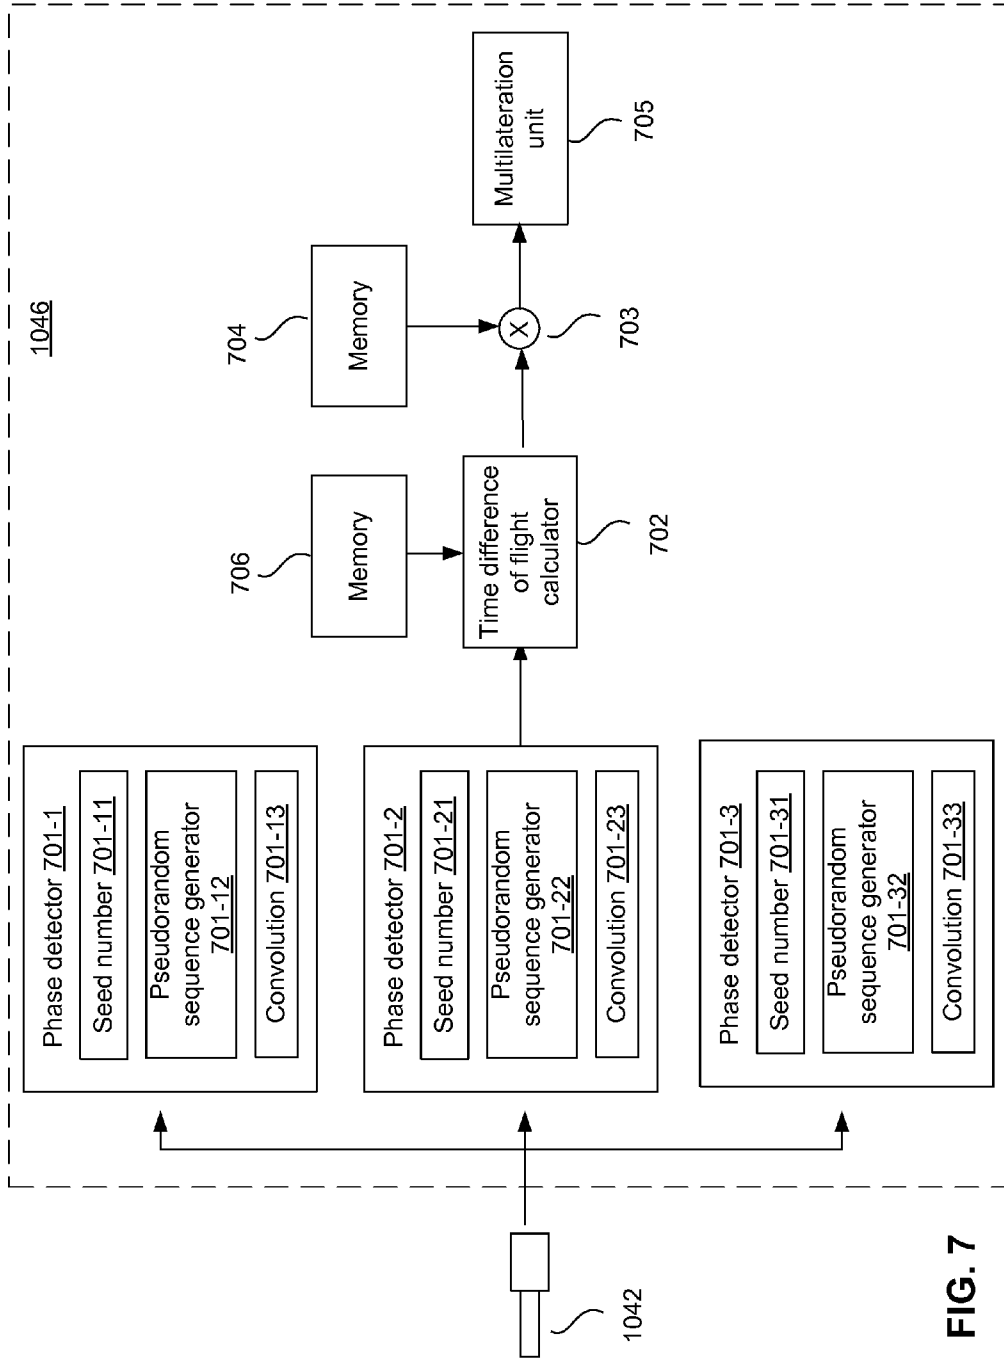 1046
Phase detector 701-1
Seed number 701-11
Pseudorandom
sequence generator
701-12
Convolution 701-13
Phase detector 701-2
Seed number 701-21
Pseudorandom
sequence generator
701-22
Convolution 701-23
Phase detector 701-3
Seed number 701-31
Pseudorandom
sequence generator
701-32
Convolution 701-33
1042
706
Memory
Time difference
of flight
calculator
702
704
Memory
X
703
Multilateration
unit
705
FIG. 7